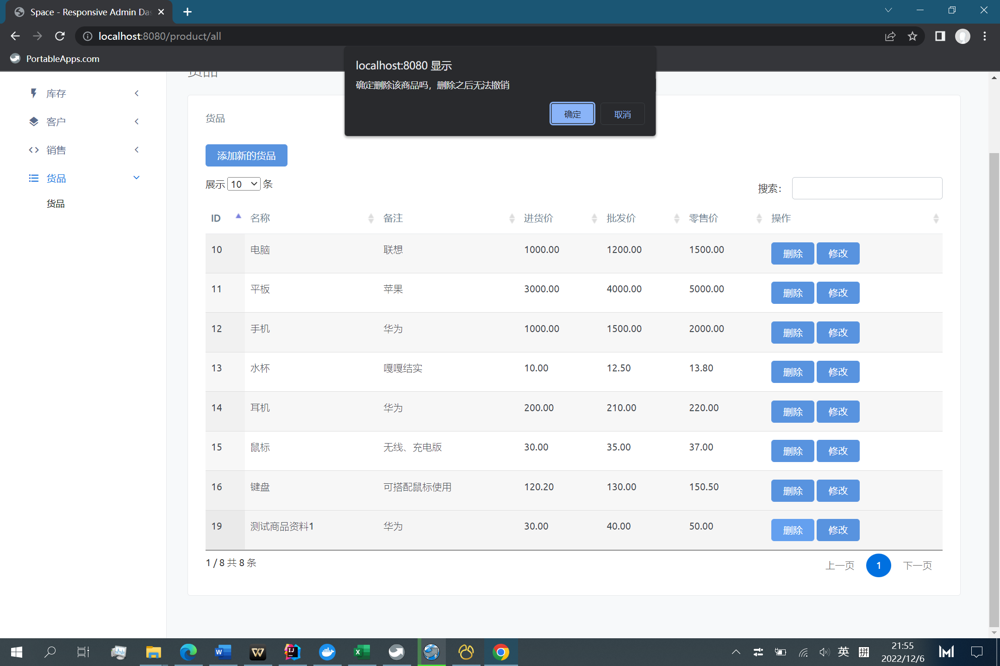 Space - Responsive Admin Das
localhost:8080/product/all
PortableApps.com
localhost:8080 显示
确定删除该商品吗，删除之后无法撤销
确定 取消
货品
库存
客户
销售
货品
货品
货品
添加新的货品
展示 10 条
搜索：
ID 名称 备注 进货价 批发价 零售价 操作
10 电脑 联想 1000.00 1200.00 1500.00 删除 修改
11 平板 苹果 3000.00 4000.00 5000.00 删除 修改
12 手机 华为 1000.00 1500.00 2000.00 删除 修改
13 水杯 嘎嘎结实 10.00 12.50 13.80 删除 修改
14 耳机 华为 200.00 210.00 220.00 删除 修改
15 鼠标 无线、充电版 30.00 35.00 37.00 删除 修改
16 键盘 可搭配鼠标使用 120.20 130.00 150.50 删除 修改
19 测试商品资料1 华为 30.00 40.00 50.00 删除 修改
1 / 8 共 8 条
上一页 1 下一页
英 拼
21:55
2022/12/6